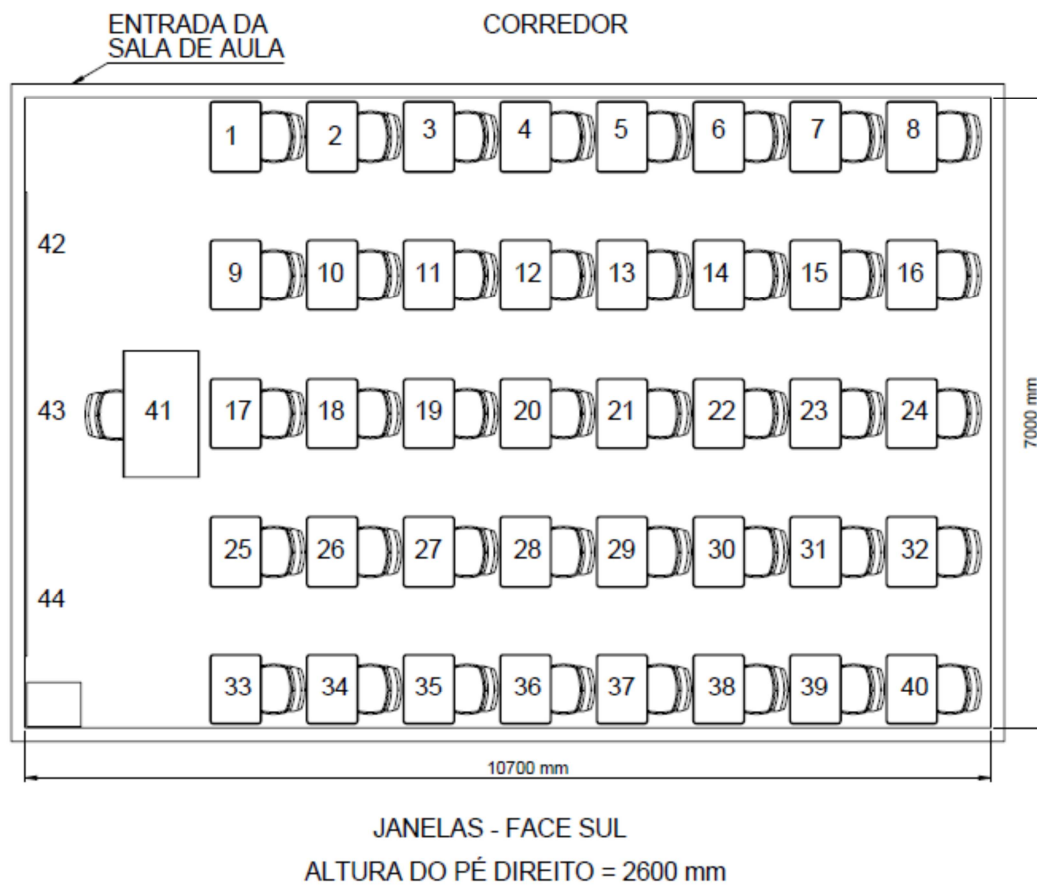 ENTRADA DA
SALA DE AULA
CORREDOR
1 2 3 4 5 6 7 8
42
9 10 11 12 13 14 15 16
43 41 17 18 19 20 21 22 23 24
7000 mm
25 26 27 28 29 30 31 32
44
33 34 35 36 37 38 39 40
10700 mm
JANELAS - FACE SUL
ALTURA DO PÉ DIREITO = 2600 mm